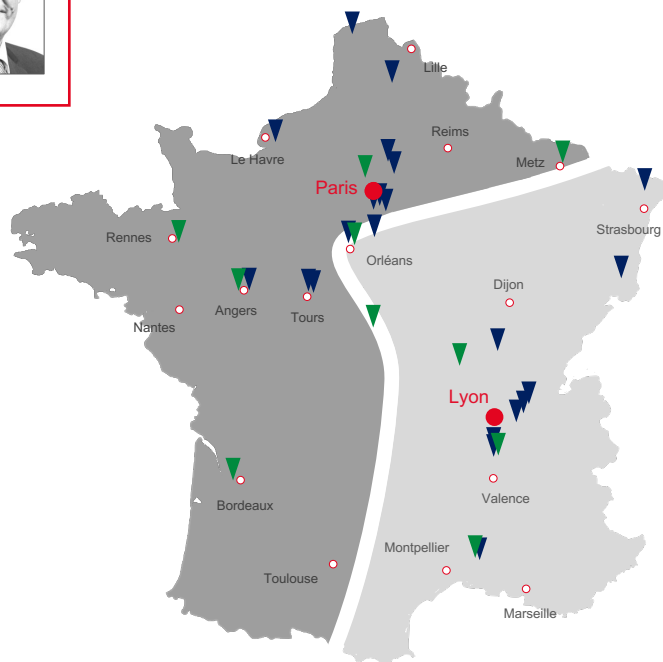 Lille
Reims
Le Havre
Metz
Paris
Strasbourg
Rennes
Orléans
Dijon
Angers
Tours
Nantes
Lyon
Valence
Bordeaux
Montpellier
Toulouse
Marseille